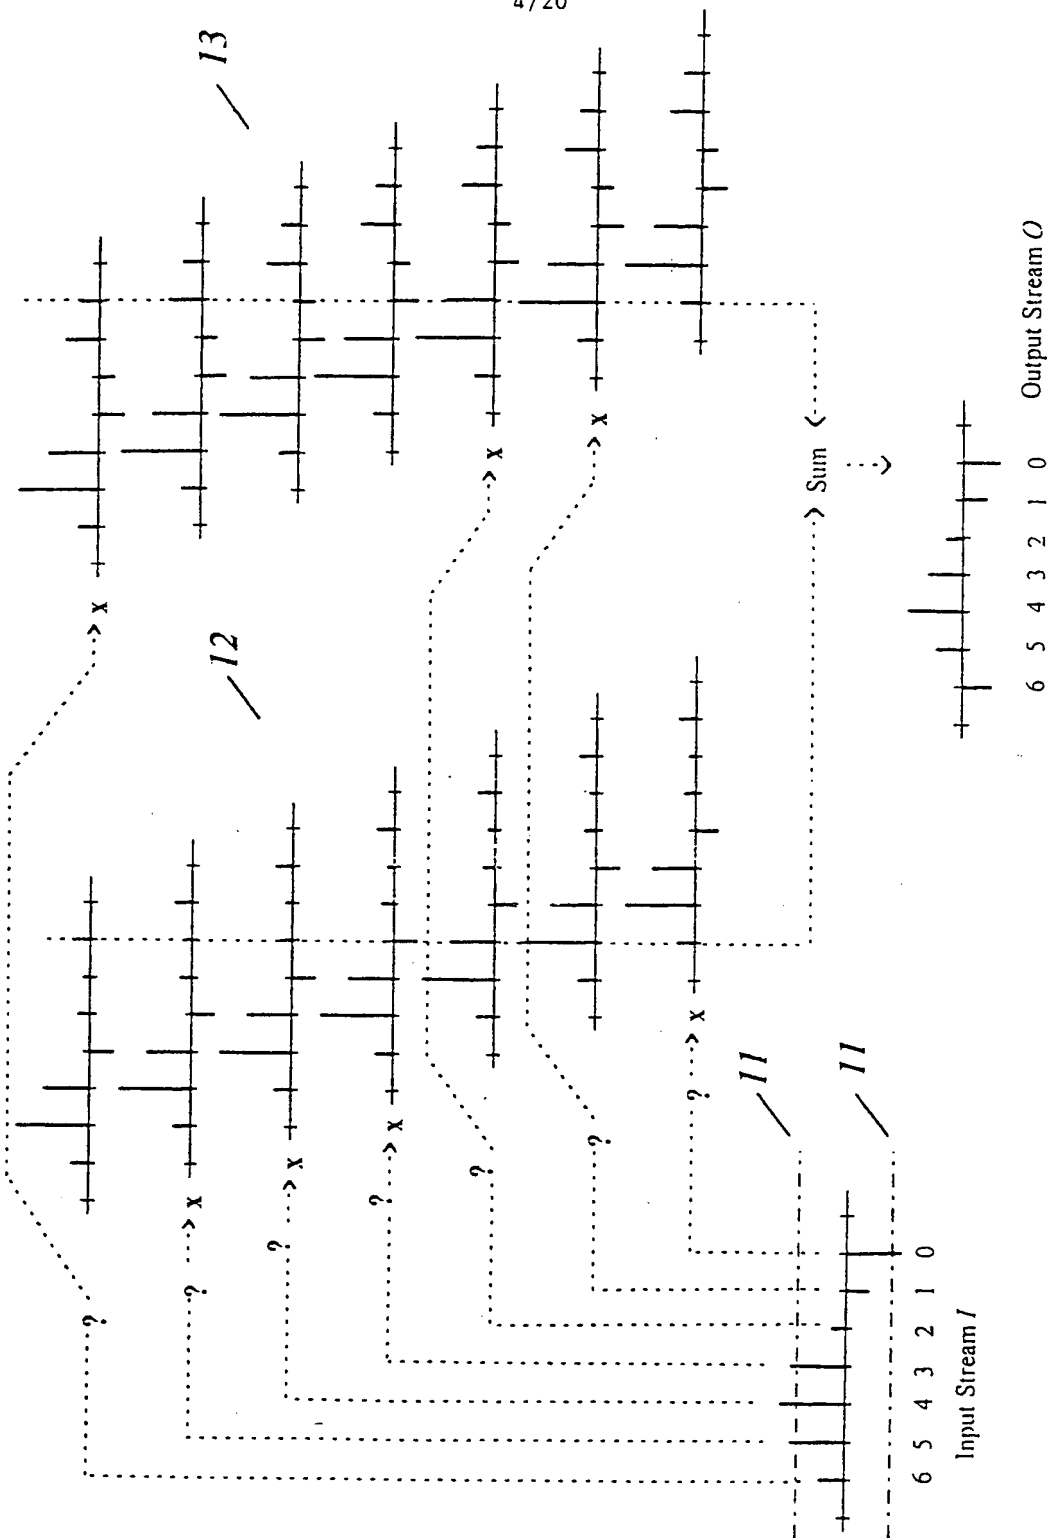 4/20
13
> x
12
> x
> x
? > x
? > x
? > x
?
?
?
? > x
> Sum <
11
11
6 5 4 3 2 1 0
Input Stream I
6 5 4 3 2 1 0
Output Stream O